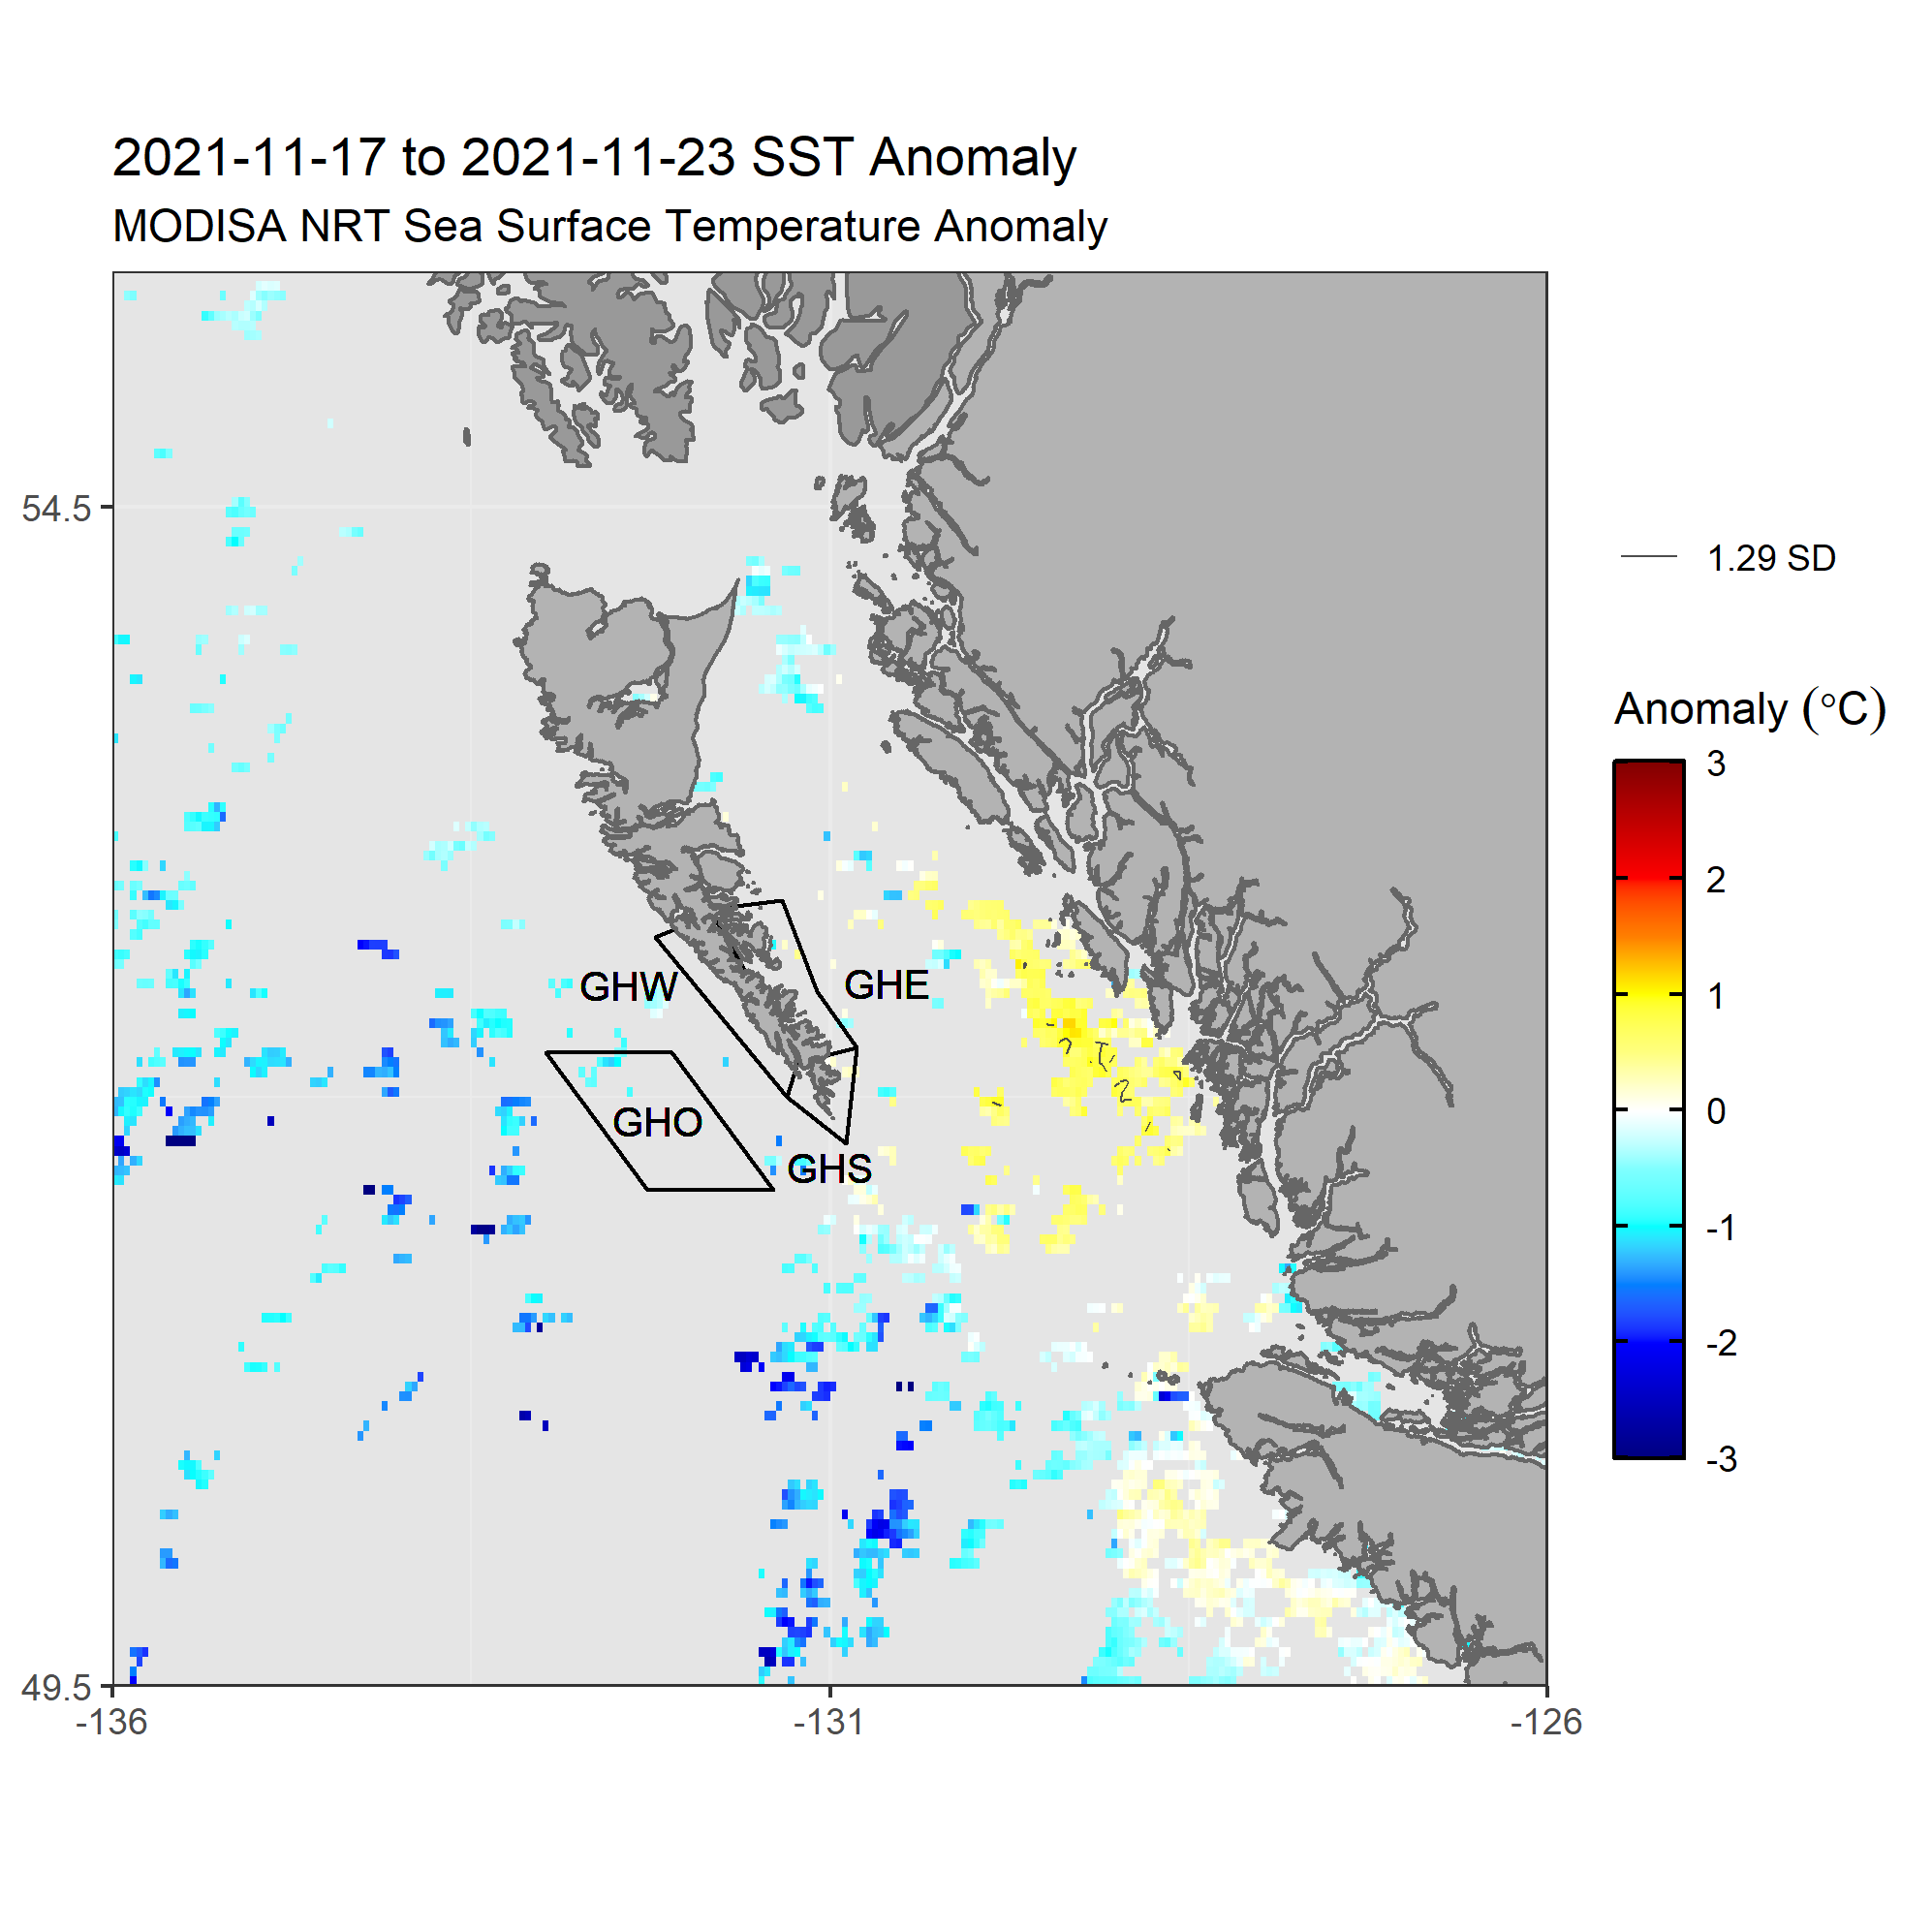 2021-11-17 to 2021-11-23 SST Anomaly
MODISA NRT Sea Surface Temperature Anomaly
54.5
49.5
-136
-131
-126
GHW
GHE
GHO
GHS
1.29 SD
Anomaly (°C)
3
2
1
0
-1
-2
-3